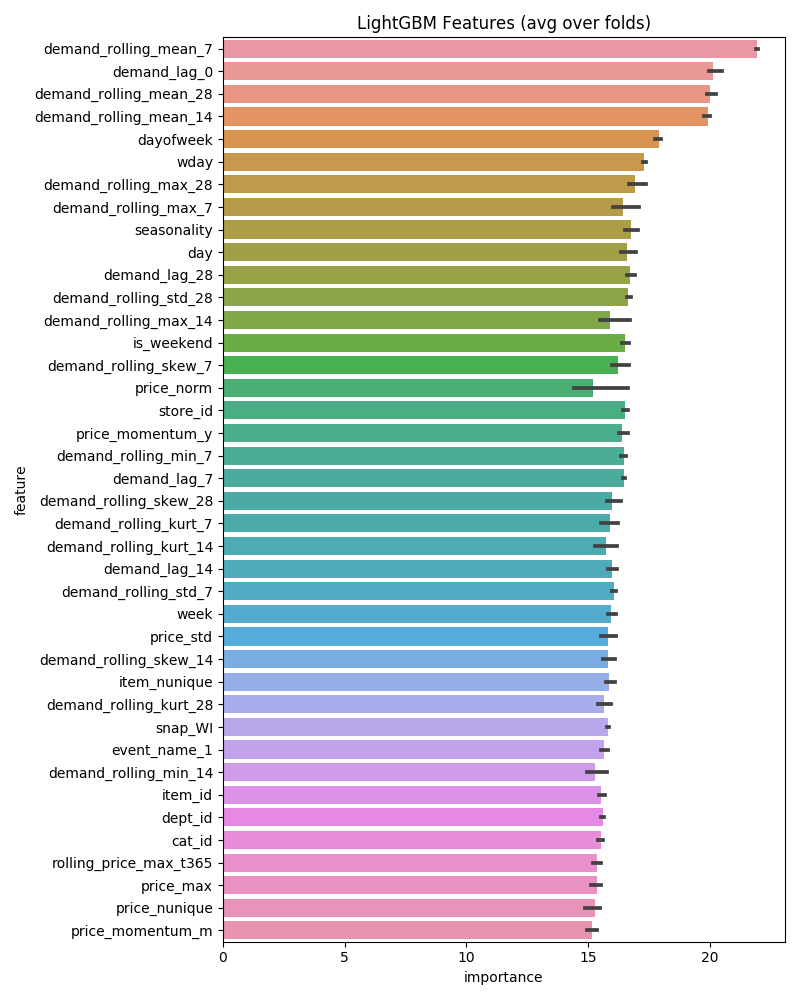 LightGBM Features (avg over folds)
demand_rolling_mean_7
demand_lag_0
demand_rolling_mean_28
demand_rolling_mean_14
dayofweek
wday
demand_rolling_max_28
demand_rolling_max_7
seasonality
day
demand_lag_28
demand_rolling_std_28
demand_rolling_max_14
is_weekend
demand_rolling_skew_7
price_norm
store_id
price_momentum_y
demand_rolling_min_7
demand_lag_7
demand_rolling_skew_28
demand_rolling_kurt_7
demand_rolling_kurt_14
demand_lag_14
demand_rolling_std_7
week
price_std
demand_rolling_skew_14
item_nunique
demand_rolling_kurt_28
snap_WI
event_name_1
demand_rolling_min_14
item_id
dept_id
cat_id
rolling_price_max_t365
price_max
price_nunique
price_momentum_m
feature
0 5 10 15 20
importance